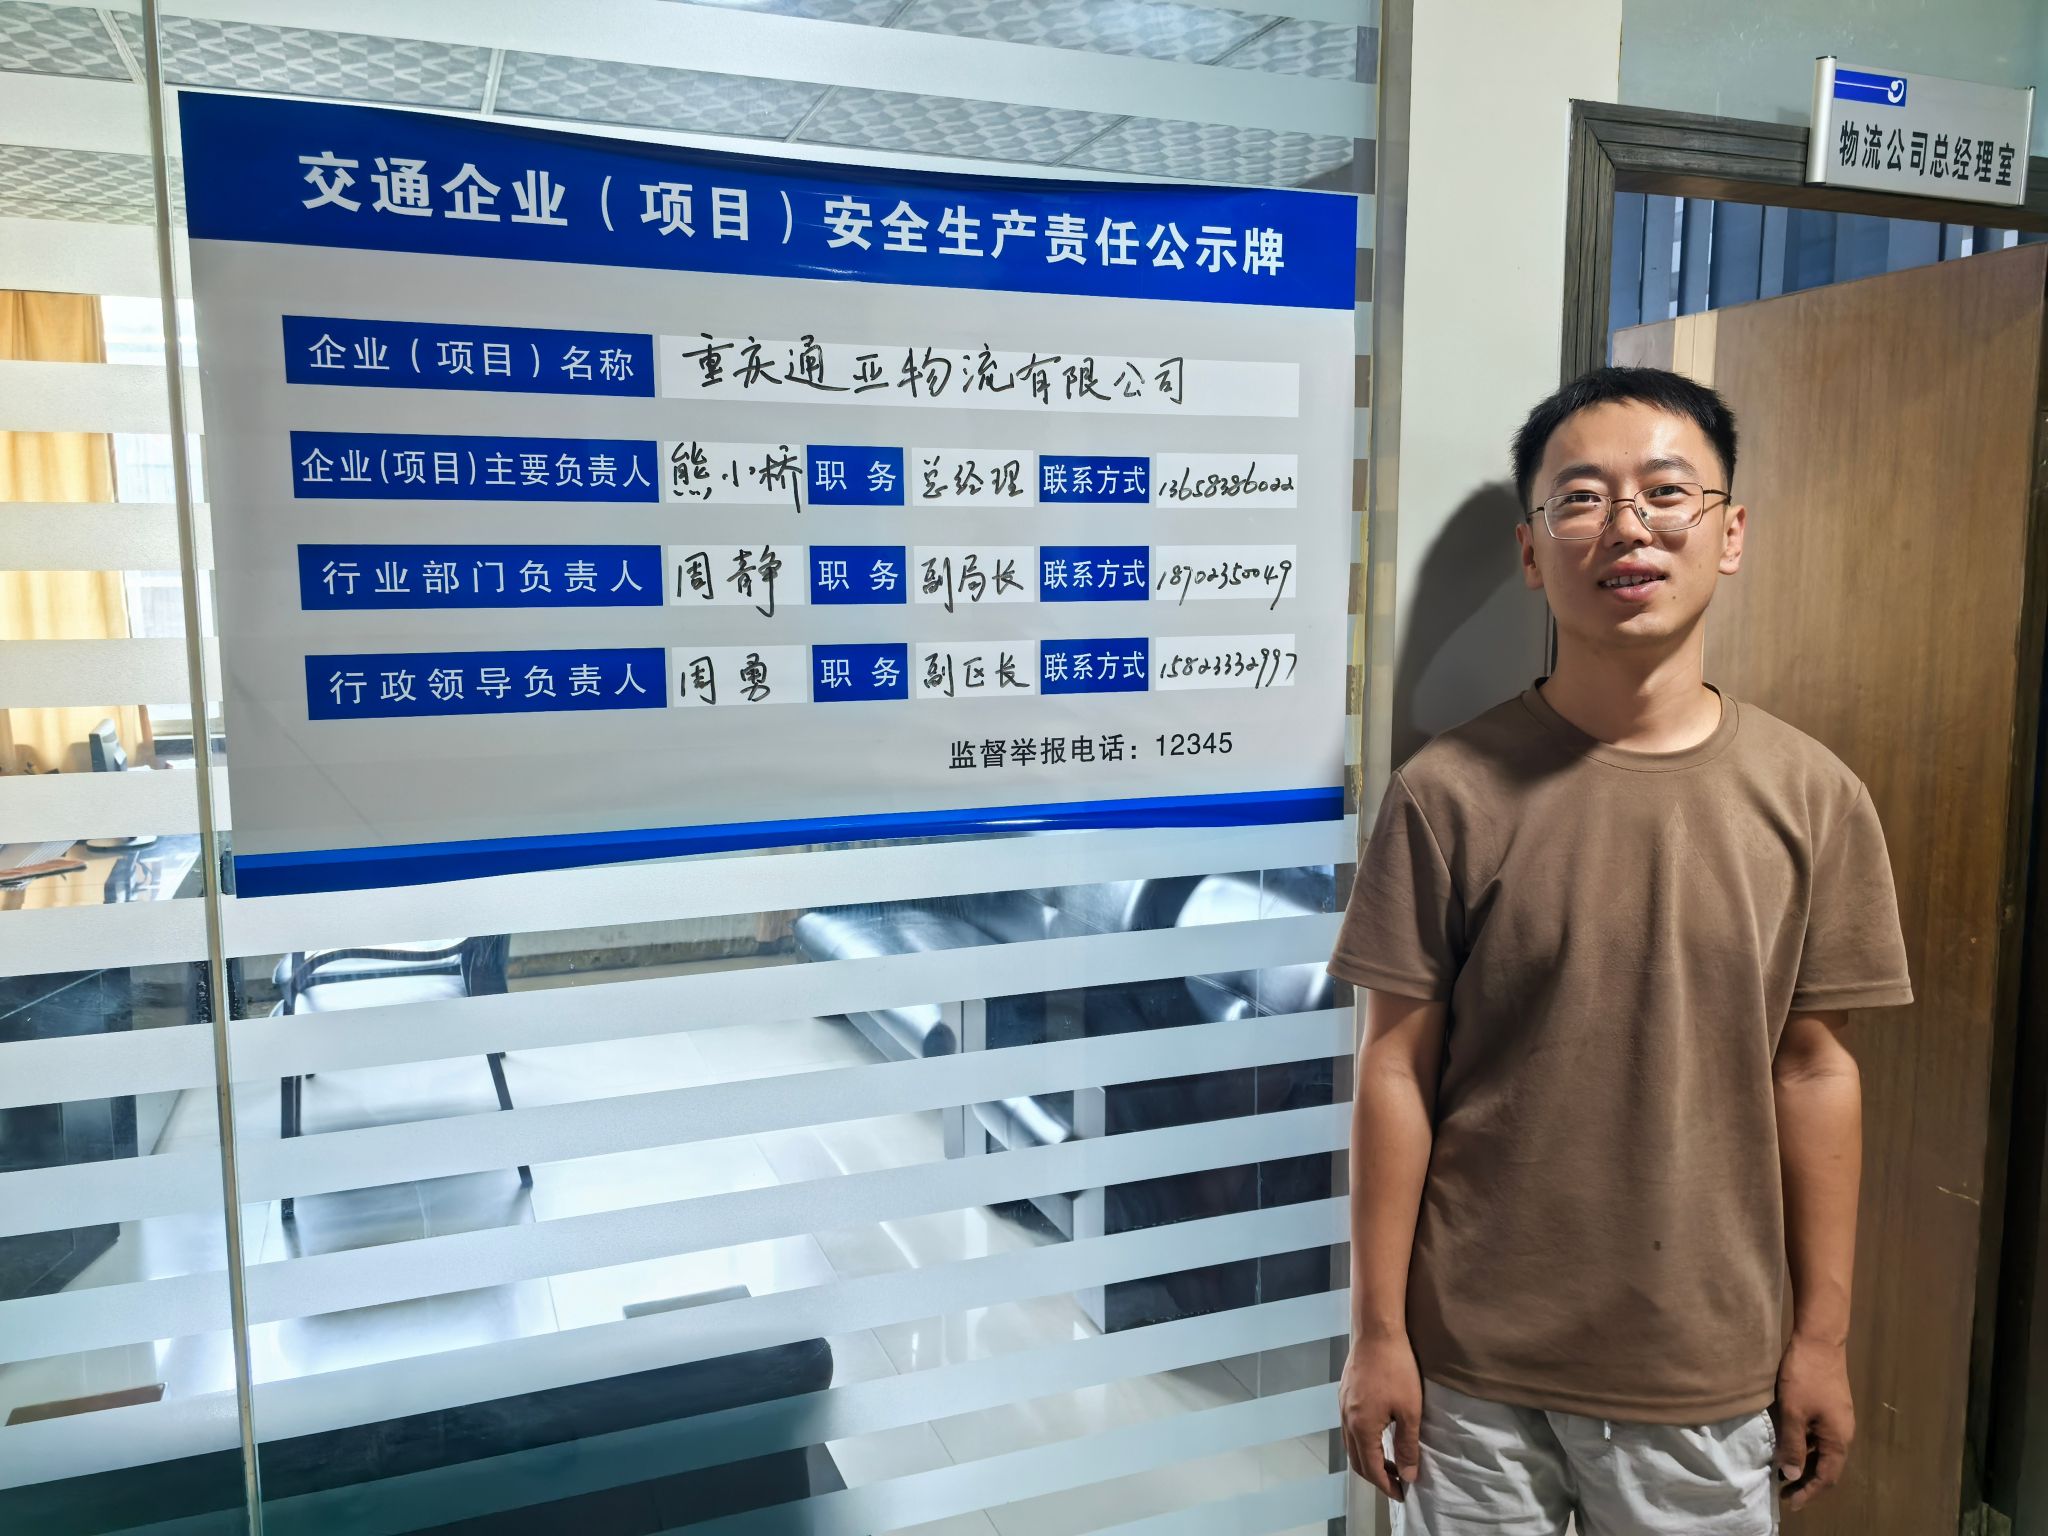 交通企业（项目）安全生产责任公示牌
企业（项目）名称 重庆通亚物流有限公司
企业(项目)主要负责人 熊小桥 职务 总经理 联系方式 13658386022
行业部门负责人 周静 职务 副局长 联系方式 18702350049
行政领导负责人 周勇 职务 副区长 联系方式 15823332997
监督举报电话：12345
物流公司总经理室